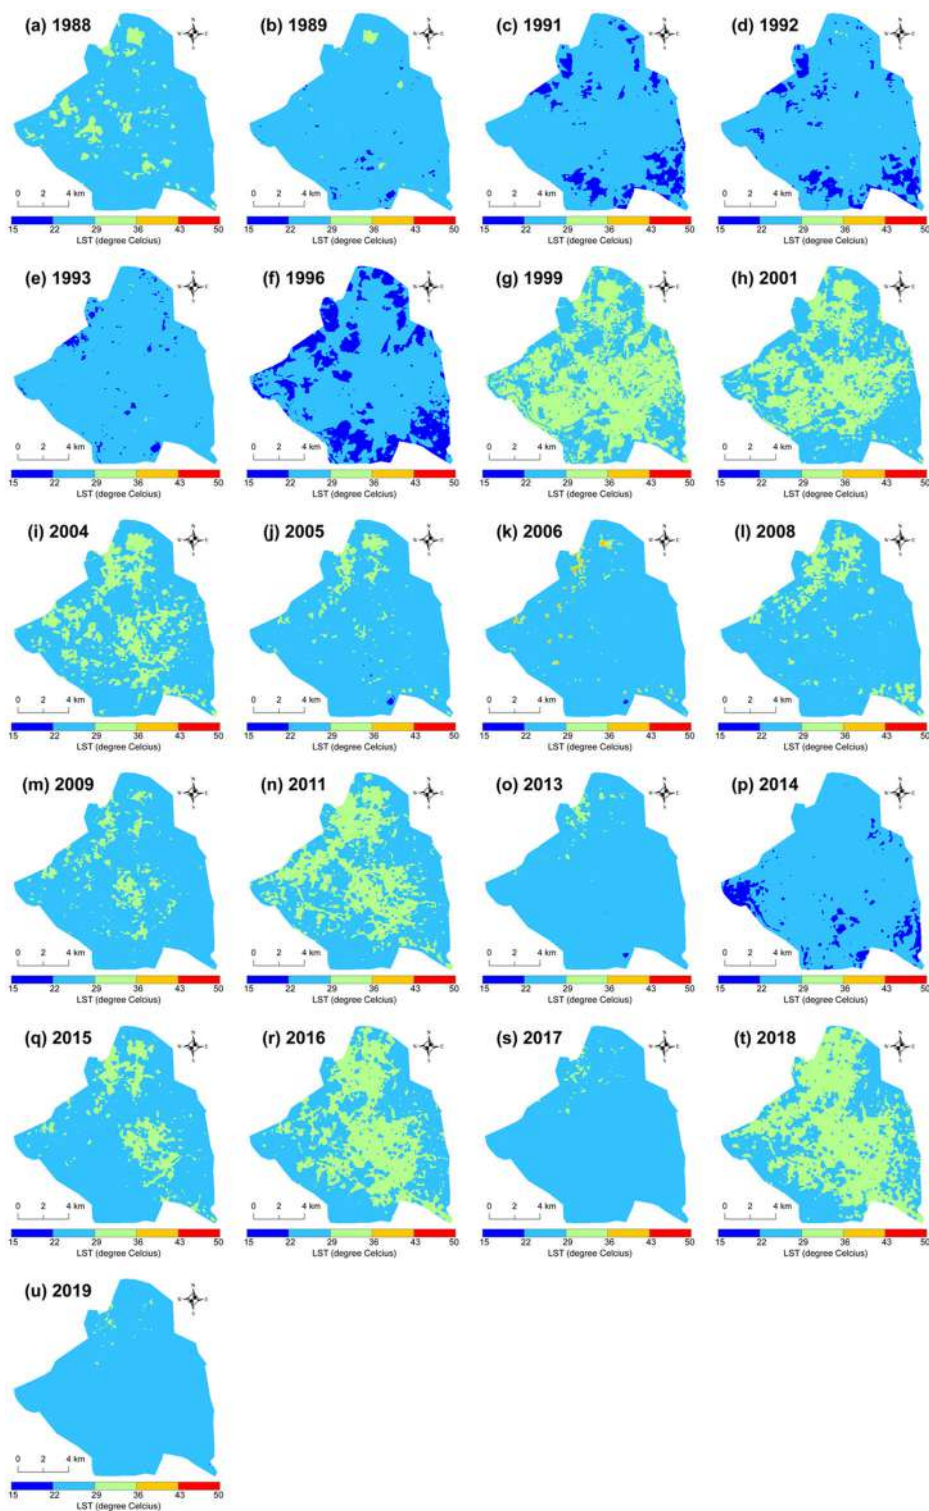 (a) 1988 (b) 1989 (c) 1991 (d) 1992
N N N N
W E W E W E W E
S S S S
0 2 4 km 0 2 4 km 0 2 4 km 0 2 4 km
15 22 29 36 43 50 15 22 29 36 43 50 15 22 29 36 43 50 15 22 29 36 43 50
LST (degree Celcius) LST (degree Celcius) LST (degree Celcius) LST (degree Celcius)
(e) 1993 (f) 1996 (g) 1999 (h) 2001
N N N N
W E W E W E W E
S S S S
0 2 4 km 0 2 4 km 0 2 4 km 0 2 4 km
15 22 29 36 43 50 15 22 29 36 43 50 15 22 29 36 43 50 15 22 29 36 43 50
LST (degree Celcius) LST (degree Celcius) LST (degree Celcius) LST (degree Celcius)
(i) 2004 (j) 2005 (k) 2006 (l) 2008
N N N N
W E W E W E W E
S S S S
0 2 4 km 0 2 4 km 0 2 4 km 0 2 4 km
15 22 29 36 43 50 15 22 29 36 43 50 15 22 29 36 43 50 15 22 29 36 43 50
LST (degree Celcius) LST (degree Celcius) LST (degree Celcius) LST (degree Celcius)
(m) 2009 (n) 2011 (o) 2013 (p) 2014
N N N N
W E W E W E W E
S S S S
0 2 4 km 0 2 4 km 0 2 4 km 0 2 4 km
15 22 29 36 43 50 15 22 29 36 43 50 15 22 29 36 43 50 15 22 29 36 43 50
LST (degree Celcius) LST (degree Celcius) LST (degree Celcius) LST (degree Celcius)
(q) 2015 (r) 2016 (s) 2017 (t) 2018
N N N N
W E W E W E W E
S S S S
0 2 4 km 0 2 4 km 0 2 4 km 0 2 4 km
15 22 29 36 43 50 15 22 29 36 43 50 15 22 29 36 43 50 15 22 29 36 43 50
LST (degree Celcius) LST (degree Celcius) LST (degree Celcius) LST (degree Celcius)
(u) 2019
N
W E
S
0 2 4 km
15 22 29 36 43 50
LST (degree Celcius)